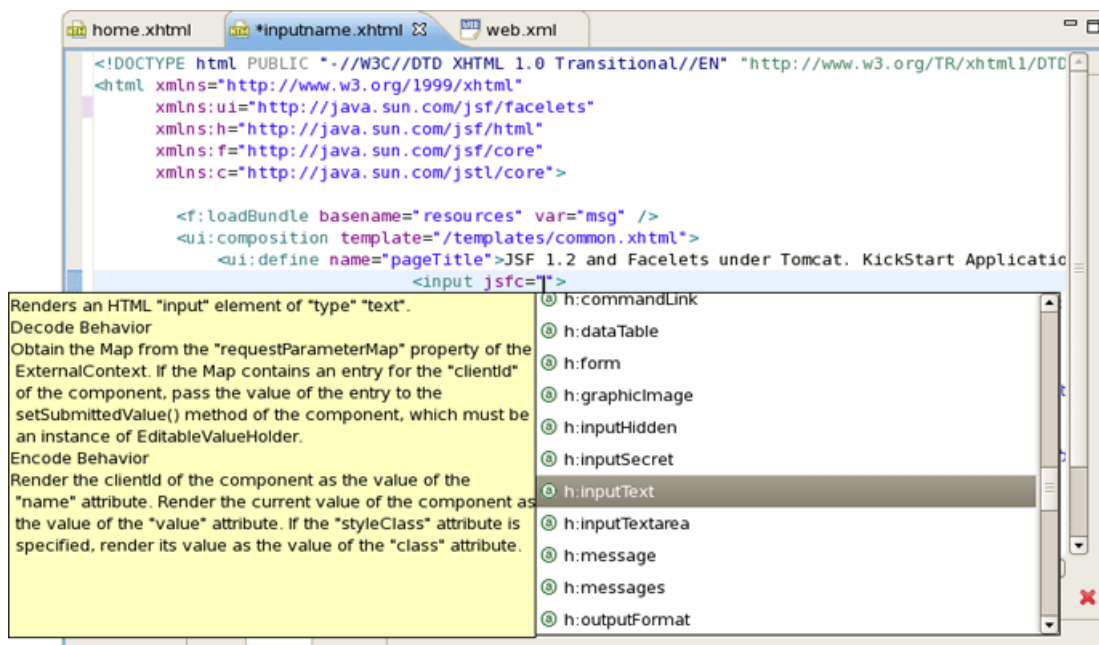 home.xhtml *inputname.xhtml web.xml
<!DOCTYPE html PUBLIC "-//W3C//DTD XHTML 1.0 Transitional//EN" "http://www.w3.org/TR/xhtml1/DTD
<html xmlns="http://www.w3.org/1999/xhtml"
xmlns:ui="http://java.sun.com/jsf/facelets"
xmlns:h="http://java.sun.com/jsf/html"
xmlns:f="http://java.sun.com/jsf/core"
xmlns:c="http://java.sun.com/jstl/core">
<f:loadBundle basename="resources" var="msg" />
<ui:composition template="/templates/common.xhtml">
<ui:define name="pageTitle">JSF 1.2 and Facelets under Tomcat. KickStart Applicatio
<input jsfc="">
Renders an HTML "input" element of "type" "text".
Decode Behavior
Obtain the Map from the "requestParameterMap" property of the
ExternalContext. If the Map contains an entry for the "clientId"
of the component, pass the value of the entry to the
setSubmittedValue() method of the component, which must be
an instance of EditableValueHolder.
Encode Behavior
Render the clientId of the component as the value of the
"name" attribute. Render the current value of the component as
the value of the "value" attribute. If the "styleClass" attribute is
specified, render its value as the value of the "class" attribute.
h:commandLink
h:dataTable
h:form
h:graphicImage
h:inputHidden
h:inputSecret
h:inputText
h:inputTextarea
h:message
h:messages
h:outputFormat